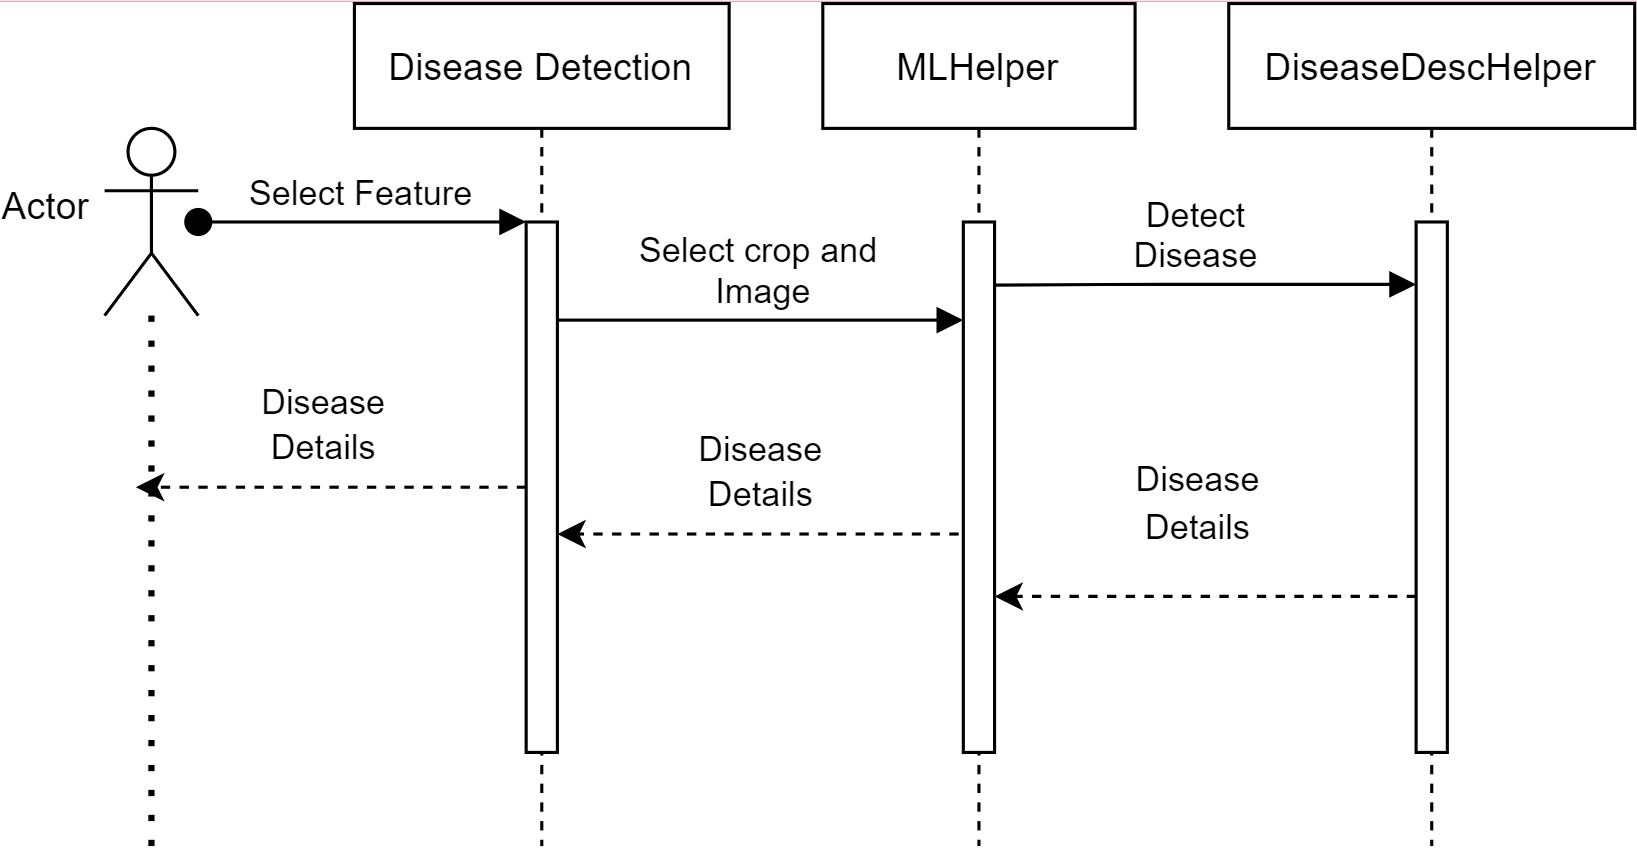 Disease Detection
MLHelper
DiseaseDescHelper
Actor
Select Feature
Select crop and
Image
Detect
Disease
Disease
Details
Disease
Details
Disease
Details